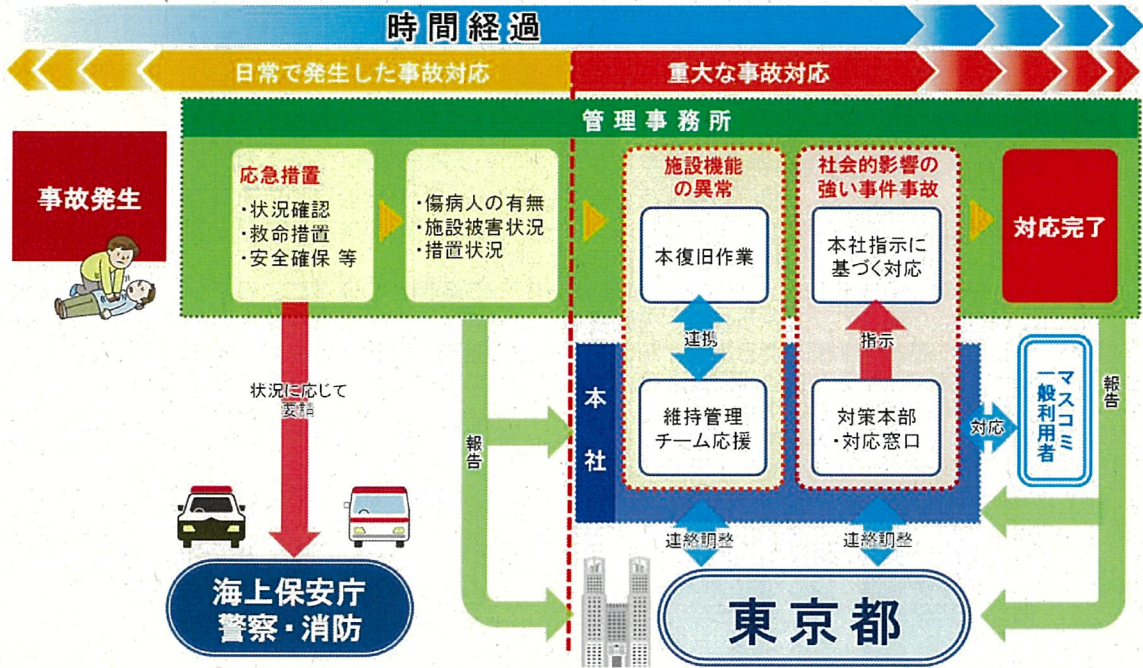 時間経過
日常で発生した事故対応
重大な事故対応
管理事務所
事故発生
応急措置
・状況確認
・救命措置
・安全確保 等
・傷病人の有無
・施設被害状況
・措置状況
施設機能
の異常
本復旧作業
社会的影響の
強い事件事故
本社指示に
基づく対応
対応完了
連携
指示
状況に応じて
要請
報告
本社
維持管理
チーム応援
対策本部
・対応窓口
対応
マスコミ
一般利用者
報告
連絡調整
連絡調整
海上保安庁
警察・消防
東京都